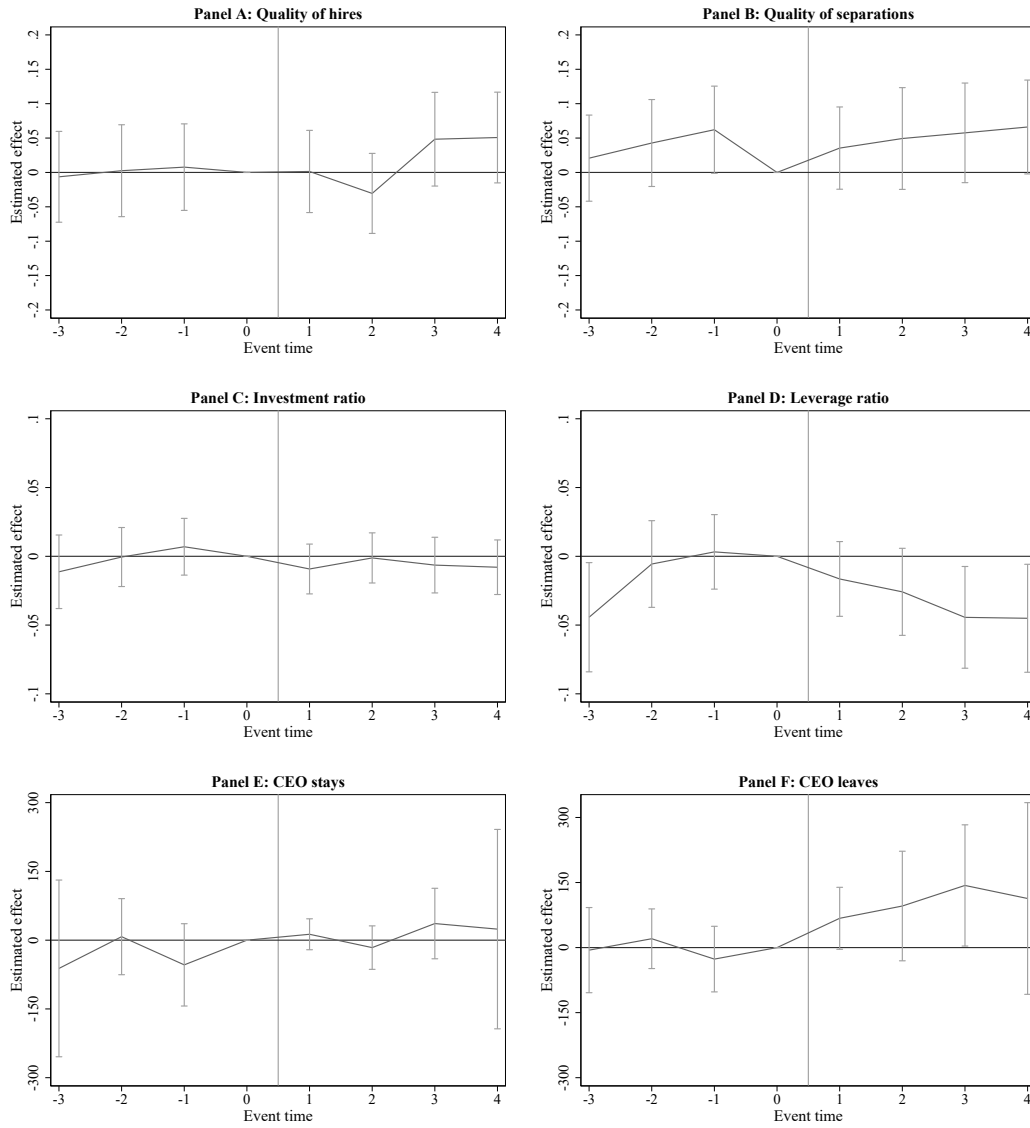 Panel A: Quality of hires
Estimated effect
.2
.15
.1
.05
0
-.05
-.1
-.15
-.2
-3 -2 -1 0 1 2 3 4
Event time
Panel B: Quality of separations
Estimated effect
.2
.15
.1
.05
0
-.05
-.1
-.15
-.2
-3 -2 -1 0 1 2 3 4
Event time
Panel C: Investment ratio
Estimated effect
.1
.05
0
-.05
-.1
-3 -2 -1 0 1 2 3 4
Event time
Panel D: Leverage ratio
Estimated effect
.1
.05
0
-.05
-.1
-3 -2 -1 0 1 2 3 4
Event time
Panel E: CEO stays
Estimated effect
300
150
0
-150
-300
-3 -2 -1 0 1 2 3 4
Event time
Panel F: CEO leaves
Estimated effect
300
150
0
-150
-300
-3 -2 -1 0 1 2 3 4
Event time